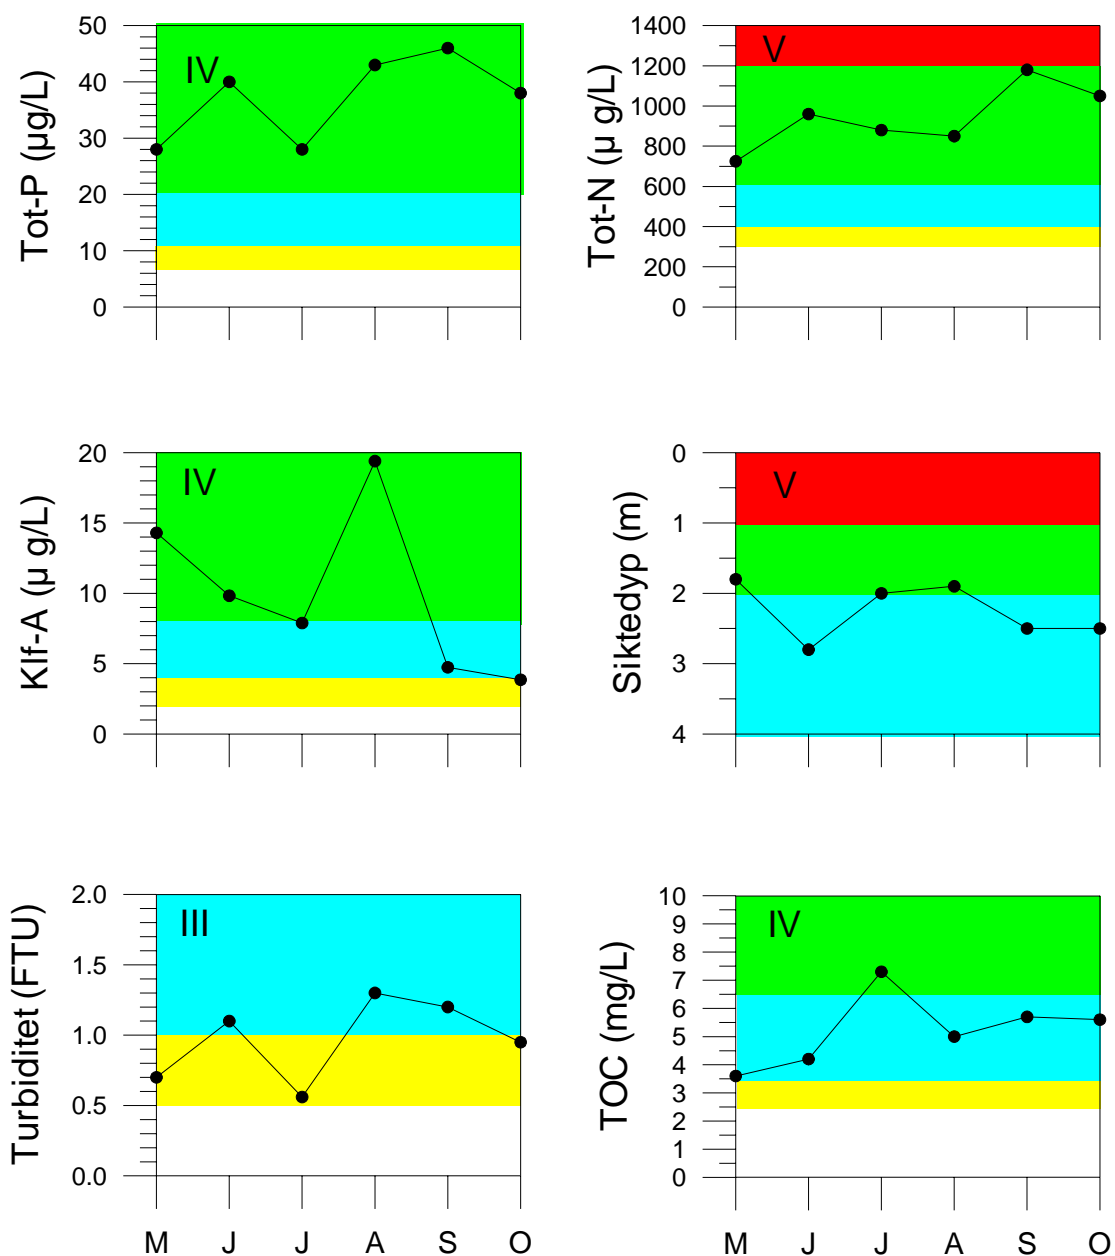 Tot-P (µg/L)
50
40
30
20
10
0
IV
Tot-N (µ g/L)
1400
1200
1000
800
600
400
200
0
V
Klf-A (µ g/L)
20
15
10
5
0
IV
Siktedyp (m)
0
1
2
3
4
V
Turbiditet (FTU)
2.0
1.5
1.0
0.5
0.0
III
M J J A S O
TOC (mg/L)
10
9
8
7
6
5
4
3
2
1
0
IV
M J J A S O